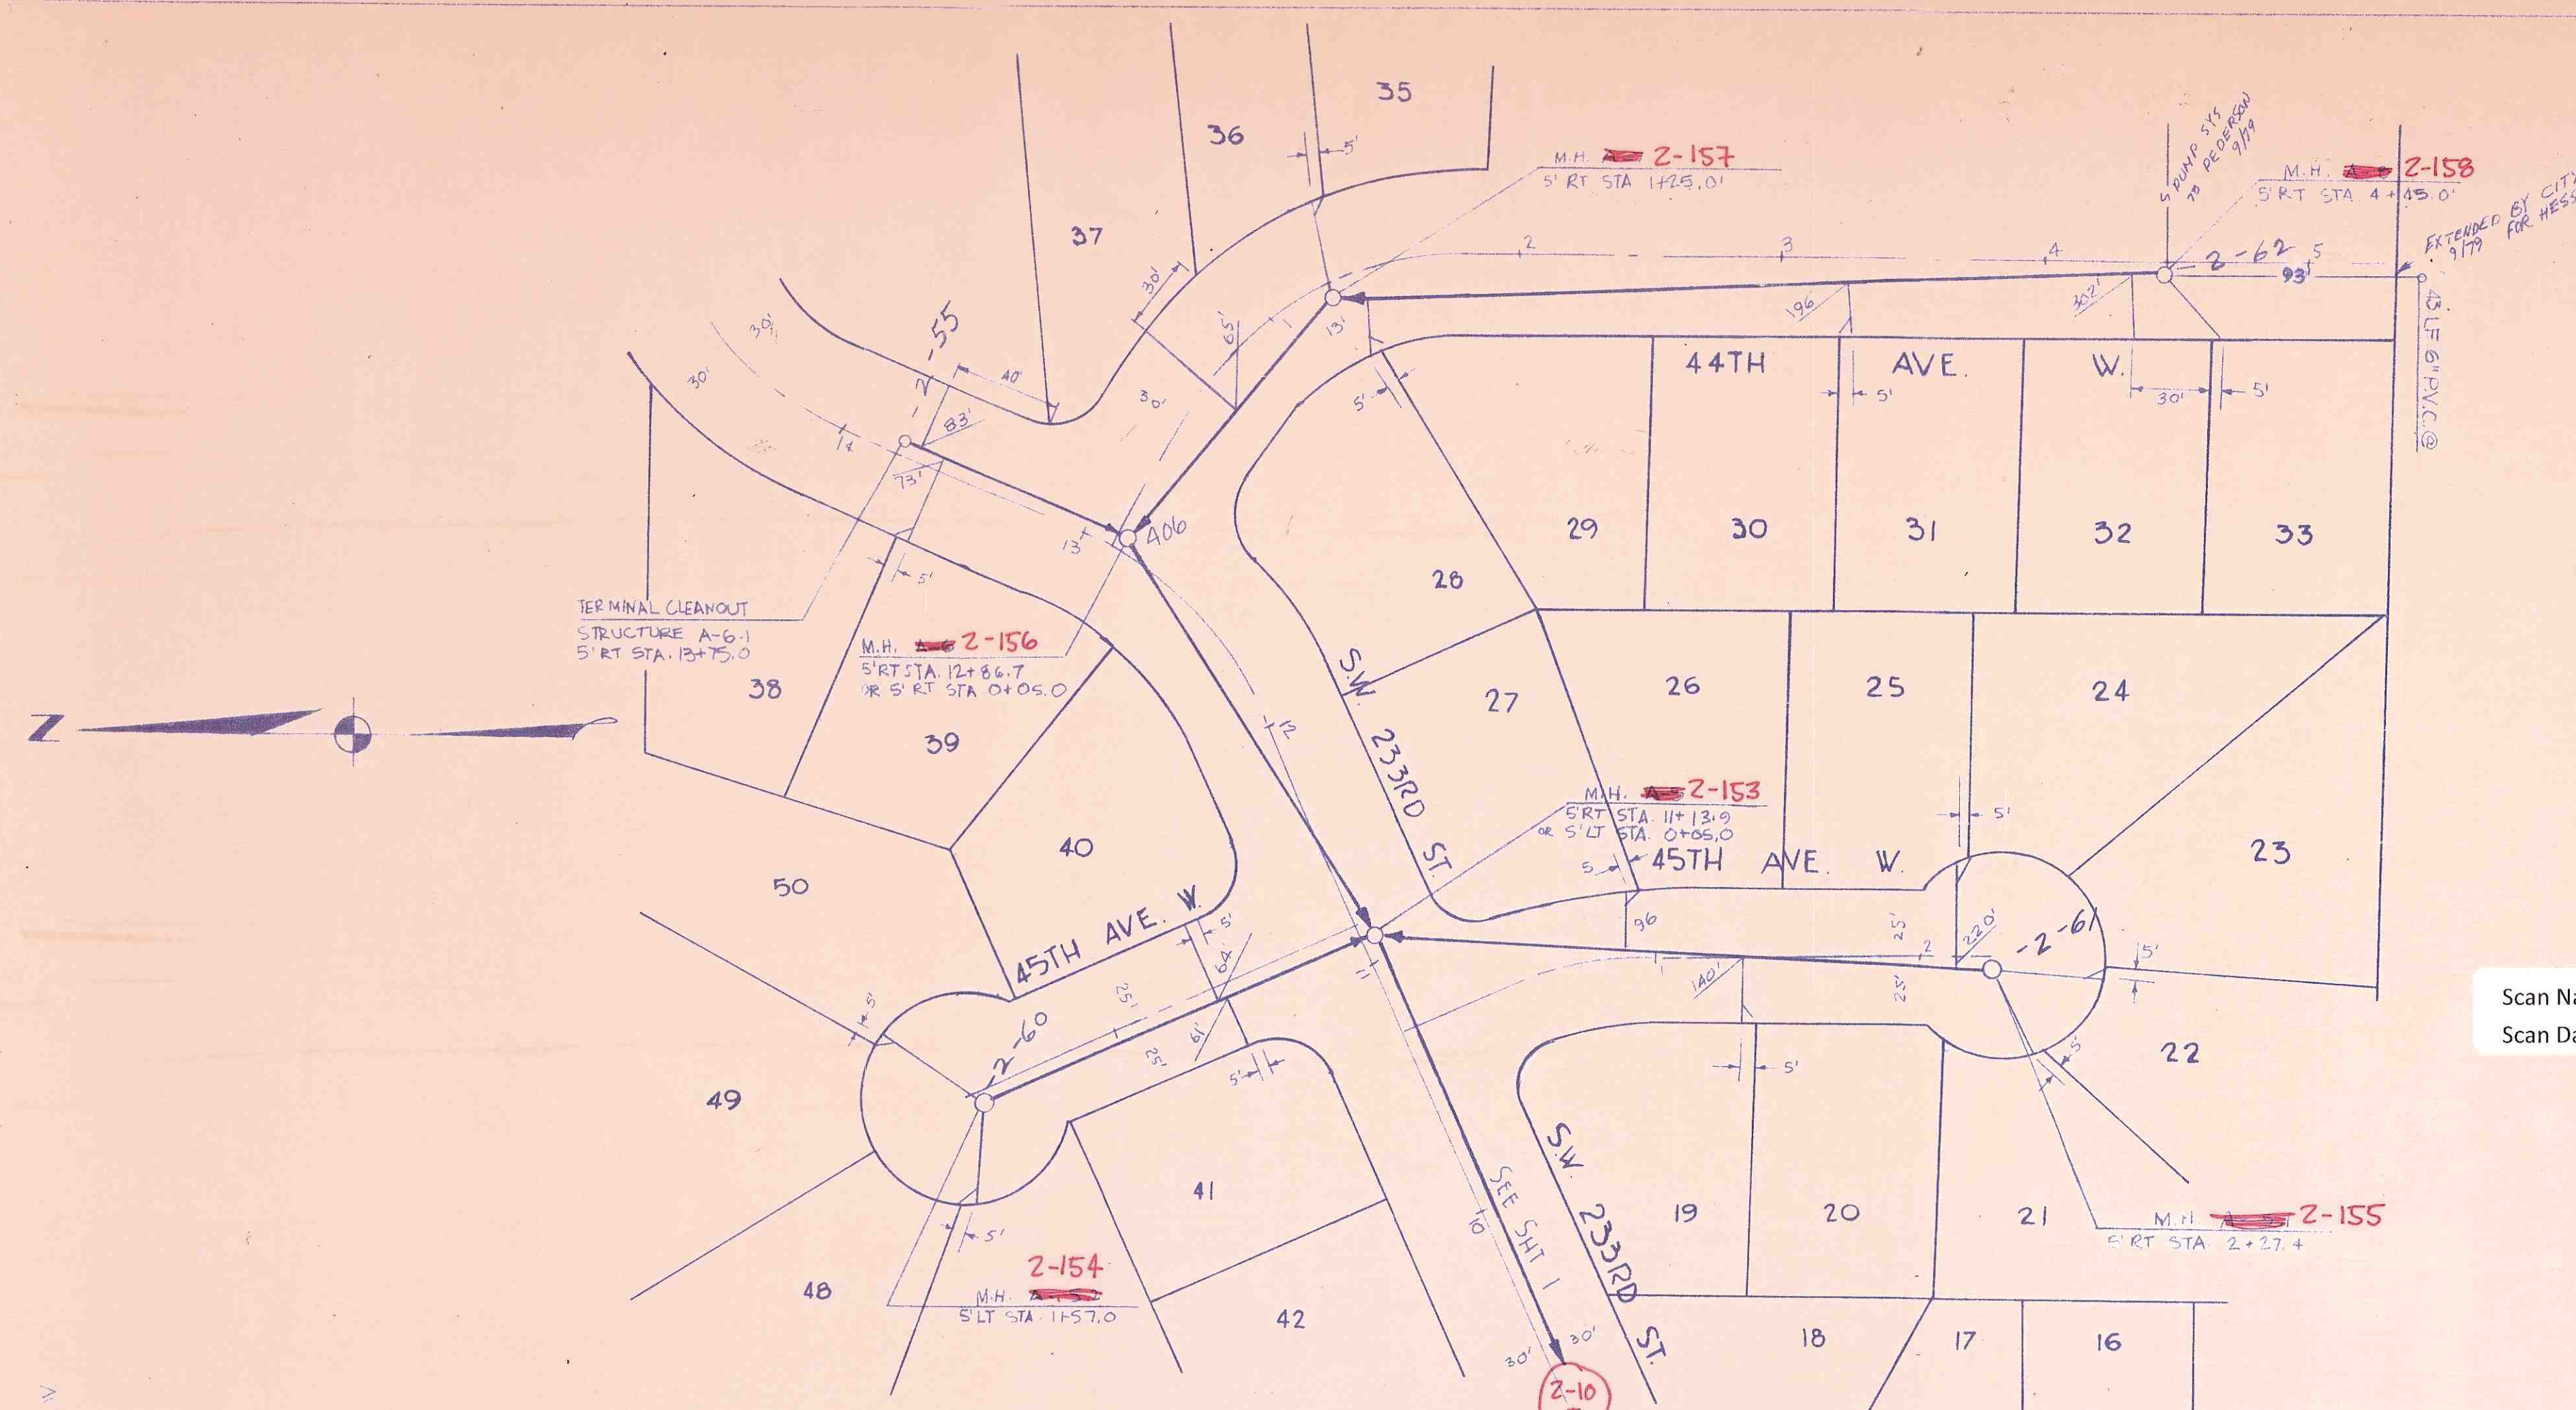 35
36
37
5'
M.H. 2-157
5' RT STA 1+25.0'
S
PUMP SYS
TO PEDERSON
9/79
M.H. 2-158
5' RT STA 4+45.0'
EXTENDED BY CITY
9/79 FOR HESS
2
3
4
5
2-62
93'
43 LF 6" P.V.C. @
30'
65'
1
13'
196
302'
-2-55
40'
83'
30'
30'
30'
14
73'
13+
A06
5'
5'
44TH AVE. W.
5'
30'
5'
28
29
30
31
32
33
TERMINAL CLEANOUT
STRUCTURE A-6.1
5' RT STA. 13+75.0
M.H. 2-156
5' RT STA. 12+86.7
OR 5' RT STA 0+05.0
38
39
40
Z
12
S.W. 233RD ST.
27
26
25
24
23
M.H. 2-153
5' RT STA. 11+13.9
OR 5' LT STA. 0+05.0
5
45TH AVE. W.
5'
50
45TH AVE. W.
5'
64'
61'
25'
25'
5'
5'
-2-60
11
96
1
140'
25'
25'
2
220'
-2-61
5'
5'
5'
22
49
48
5'
2-154
M.H.
5' LT STA. 1+57.0
41
42
SEE SHT 1
10
30'
30'
2-10
S.W. 233RD ST.
19
20
21
M.H. 2-155
5' RT STA. 2+27.4
18
17
16
Scan Na
Scan Da